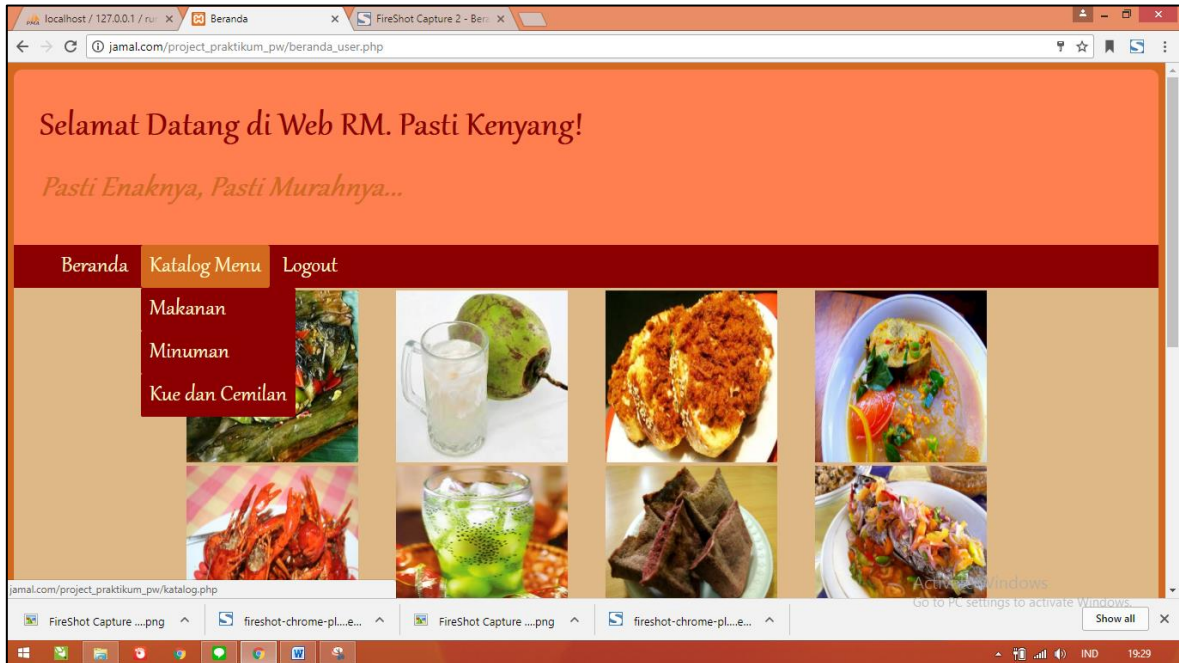 localhost / 127.0.0.1 / ru
Beranda
FireShot Capture 2 - Ber
jamal.com/project_praktikum_pw/beranda_user.php
Selamat Datang di Web RM. Pasti Kenyang!
Pasti Enaknya, Pasti Murahnya...
Beranda Katalog Menu Logout
Makanan
Minuman
Kue dan Cemilan
jamal.com/project_praktikum_pw/katalog.php
Activate Windows
Go to PC settings to activate Windows.
FireShot Capture ....png fireshot-chrome-pl....e... FireShot Capture ....png fireshot-chrome-pl....e... Show all
IND 19:29